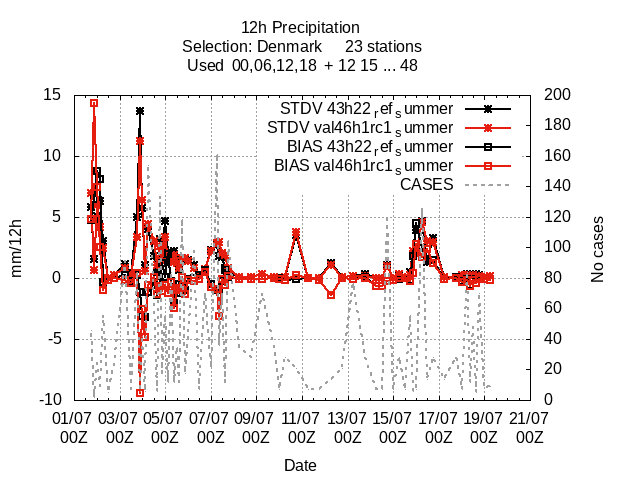 12h Precipitation
Selection: Denmark 23 stations
Used 00,06,12,18 + 12 15 ... 48
STDV 43h22_ref_summer
STDV val46h1rc1_summer
BIAS 43h22_ref_summer
BIAS val46h1rc1_summer
CASES
15
10
5
0
-5
-10
mm/12h
200
180
160
140
120
100
80
60
40
20
0
No cases
01/07 03/07 05/07 07/07 09/07 11/07 13/07 15/07 17/07 19/07 21/07
00Z 00Z 00Z 00Z 00Z 00Z 00Z 00Z 00Z 00Z 00Z
Date